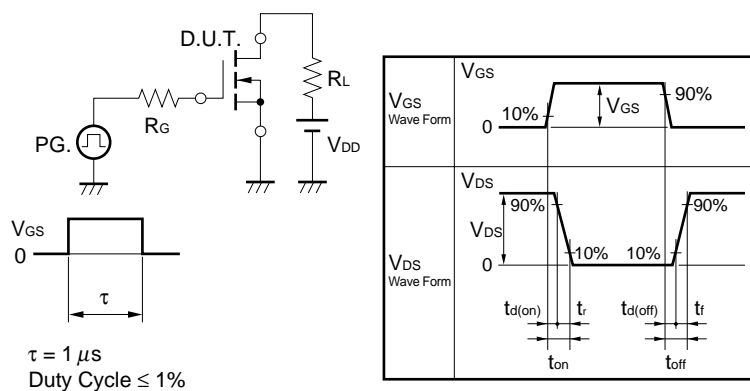 D.U.T.
RL
RG
PG.
VDD
VGS
0
τ
τ = 1 μs
Duty Cycle ≤ 1%
VGS
Wave Form
VGS
10%
VGS
90%
0
VDS
Wave Form
VDS
90%
VDS
10%
10%
90%
0
td(on)
tr
td(off)
tf
ton
toff